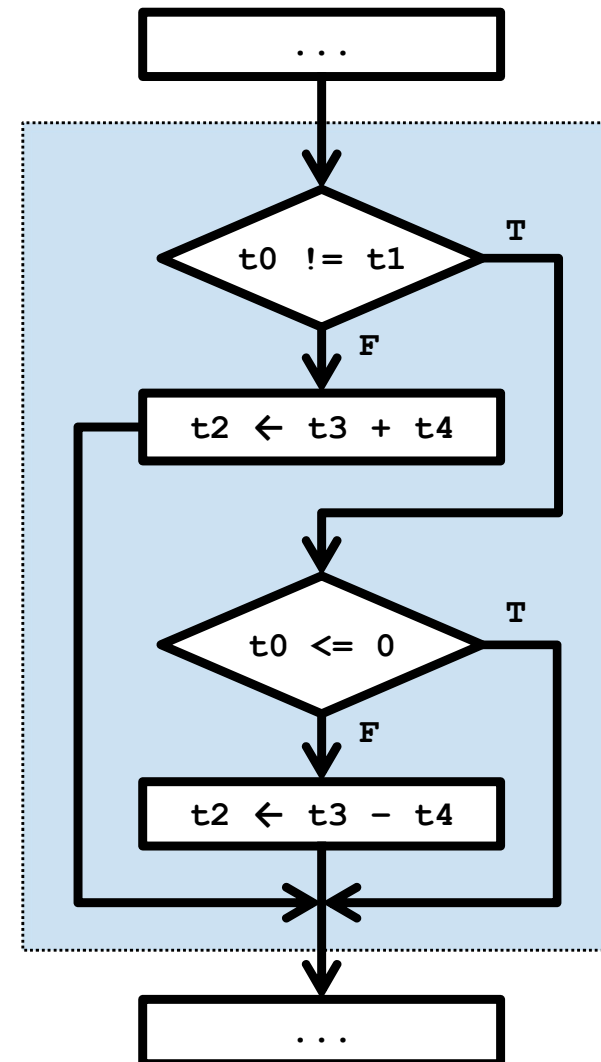 ...
t0 != t1
T
F
t2 ← t3 + t4
t0 <= 0
T
F
t2 ← t3 − t4
...